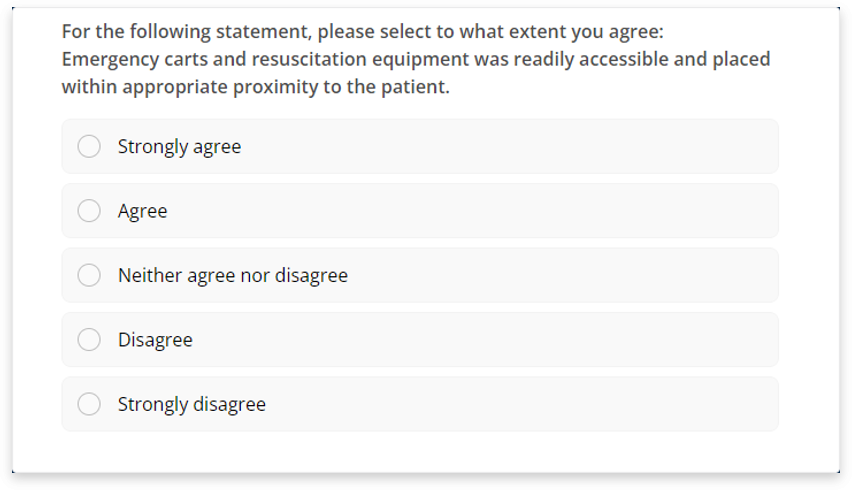 For the following statement, please select to what extent you agree:
Emergency carts and resuscitation equipment was readily accessible and placed
within appropriate proximity to the patient.
Strongly agree
Agree
Neither agree nor disagree
Disagree
Strongly disagree